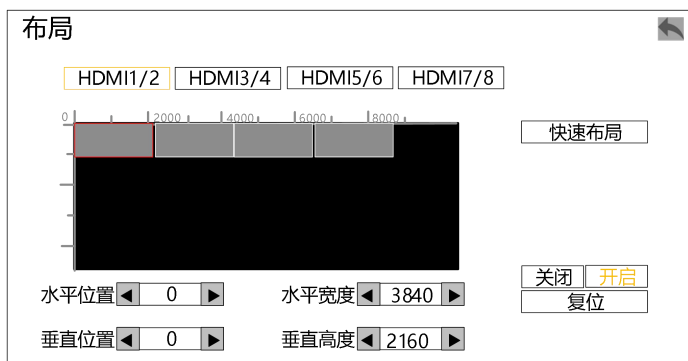 布局
HDMI1/2 HDMI3/4 HDMI5/6 HDMI7/8
0 2000 4000 6000 8000
快速布局
关闭 开启
水平位置 0 水平宽度 3840 复位
垂直位置 0 垂直高度 2160